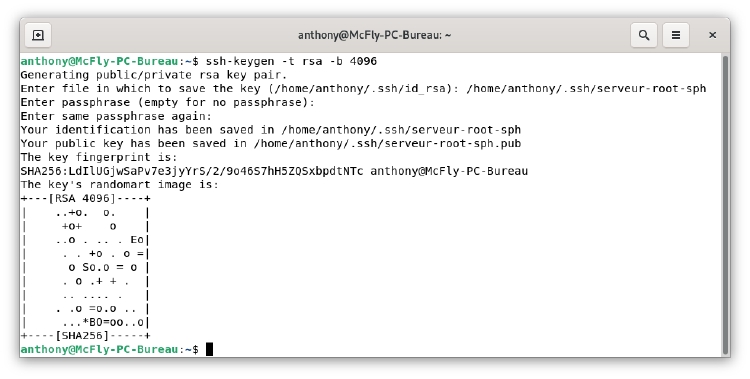 anthony@McFly-PC-Bureau: ~
anthony@McFly-PC-Bureau:~$ ssh-keygen -t rsa -b 4096
Generating public/private rsa key pair.
Enter file in which to save the key (/home/anthony/.ssh/id_rsa): /home/anthony/.ssh/serveur-root-sph
Enter passphrase (empty for no passphrase):
Enter same passphrase again:
Your identification has been saved in /home/anthony/.ssh/serveur-root-sph
Your public key has been saved in /home/anthony/.ssh/serveur-root-sph.pub
The key fingerprint is:
SHA256:LdIlUGjwSaPv7e3jyYrS/2/9o46S7hH5ZQSxbpdtNTc anthony@McFly-PC-Bureau
The key's randomart image is:
+---[RSA 4096]----+
|    ..+o.  o.    |
|     +o+    o    |
|    ..o . .. . Eo|
|     . . +o . o =|
|      o So.o = o |
|     . o .+ + .  |
|     .. .... .   |
|    . .o =o.o .. |
|     ...*BO=oo..o|
+----[SHA256]-----+
anthony@McFly-PC-Bureau:~$